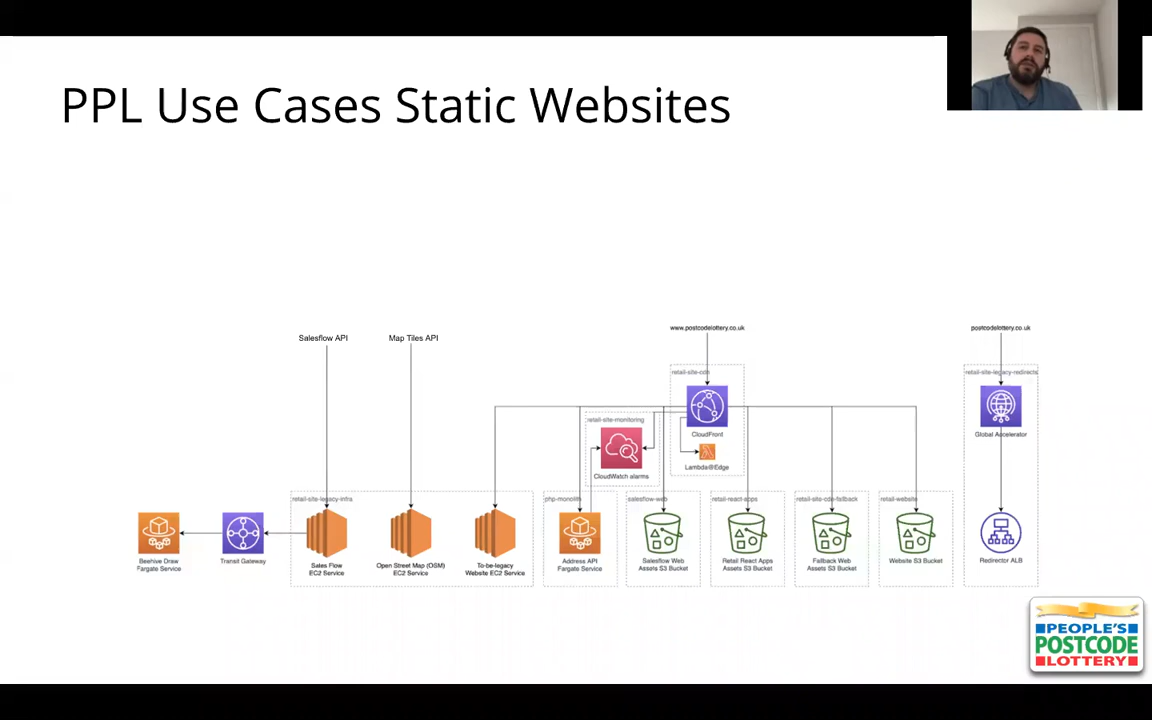 PPL Use Cases Static Websites
www.postcodelottery.co.uk
postcodelottery.co.uk
Salesflow API
Map Tiles API
retail-site-cdn
retail-site-legacy-redirects
retail-site-monitoring
CloudFront
Global Accelerator
Lambda@Edge
CloudWatch alarms
retail-site-legacy-infra
php-monolith
salesflow-web
retail-react-apps
retail-site-cdn-fallback
retail-website
Beehive Draw
Fargate Service
Transit Gateway
Sales Flow
EC2 Service
Open Street Map (OSM)
EC2 Service
To-be-legacy
Website EC2 Service
Address API
Fargate Service
Salesflow Web
Assets S3 Bucket
Retail React Apps
Assets S3 Bucket
Fallback Web
Assets S3 Bucket
Website S3 Bucket
Redirector ALB
PEOPLE'S
POSTCODE
LOTTERY